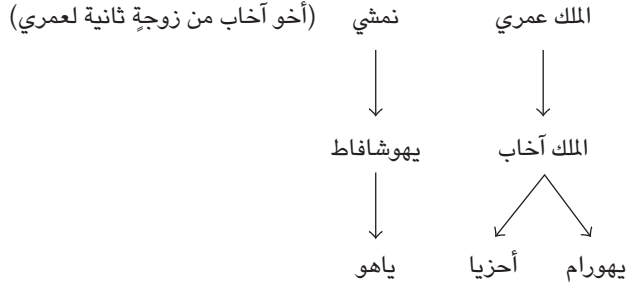 الملك عمري نمشي (أخو آخاب من زوجةٍ ثانية لعمري)
الملك آخاب يهوشافاط
يهورام أحزيا ياهو